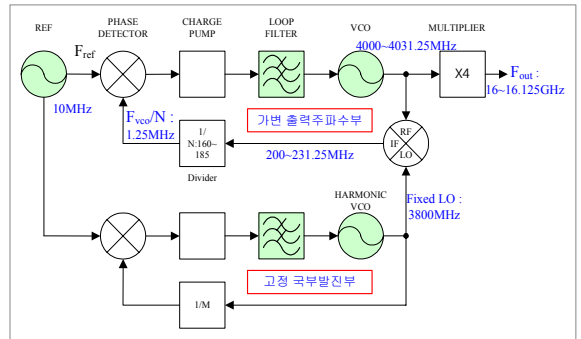 REF
PHASE
DETECTOR
CHARGE
PUMP
LOOP
FILTER
VCO
MULTIPLIER
4000~4031.25MHz
Fref
X4
Fout :
16~16.125GHz
10MHz
Fvco/N :
1.25MHz
가변 출력주파수부
1/
N:160~
185
Divider
200~231.25MHz
RF
IF
LO
HARMONIC
VCO
Fixed LO :
3800MHz
고정 국부발진부
1/M